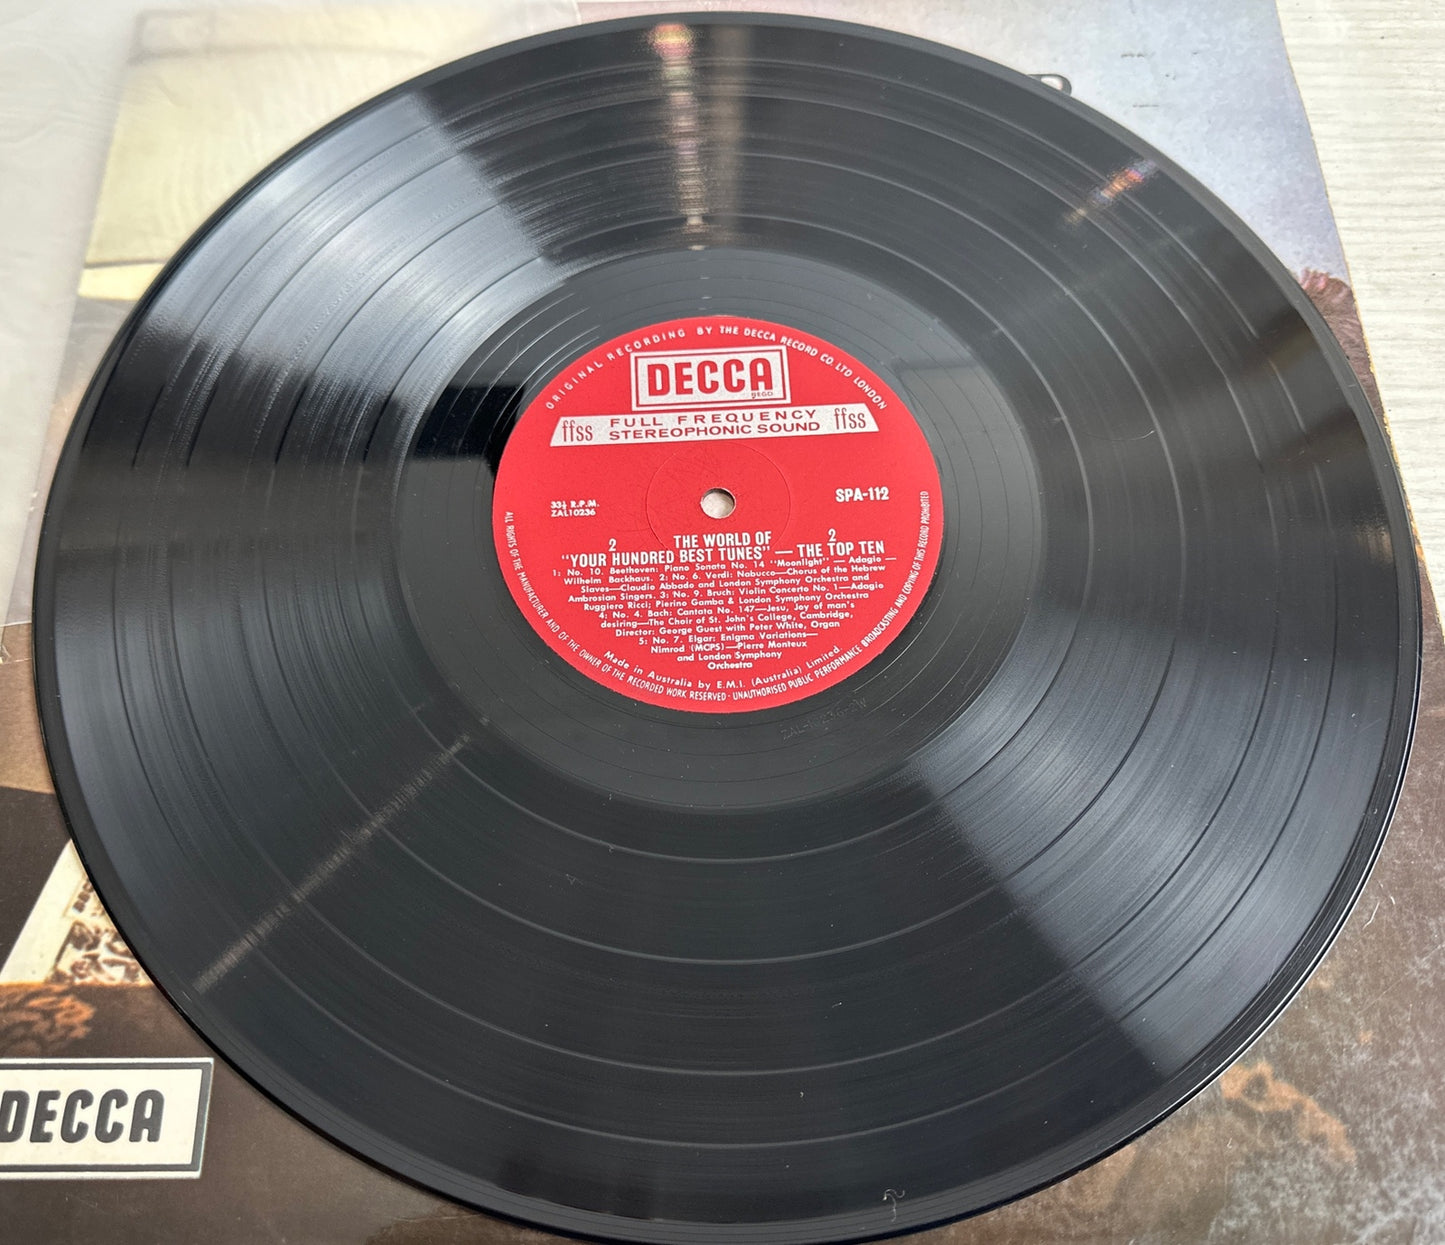 ORIGINAL RECORDING BY THE DECCA RECORD CO. LTD LONDON
DECCA
REGD
ffss FULL FREQUENCY ffss
STEREOPHONIC SOUND
33⅓ R.P.M.
ZAL10236
SPA-112
2 THE WORLD OF 2
"YOUR HUNDRED BEST TUNES" — THE TOP TEN
1: No. 10. Beethoven: Piano Sonata No. 14 "Moonlight" — Adagio —
Wilhelm Backhaus. 2: No. 6. Verdi: Nabucco—Chorus of the Hebrew
Slaves—Claudio Abbado and London Symphony Orchestra and
Ambrosian Singers. 3: No. 9. Bruch: Violin Concerto No. 1—Adagio
Ruggiero Ricci; Pierino Gamba & London Symphony Orchestra
4: No. 4. Bach: Cantata No. 147—Jesu, Joy of man's
desiring—The Choir of St. John's College, Cambridge,
Director: George Guest with Peter White, Organ
5: No. 7. Elgar: Enigma Variations—
Nimrod (MCPS)—Pierre Monteux
and London Symphony
Orchestra
Made in Australia by E.M.I. (Australia) Limited
ALL RIGHTS OF THE MANUFACTURER AND OF THE OWNER OF THE RECORDED WORK RESERVED · UNAUTHORISED PUBLIC PERFORMANCE BROADCASTING AND COPYING OF THIS RECORD PROHIBITED
DECCA